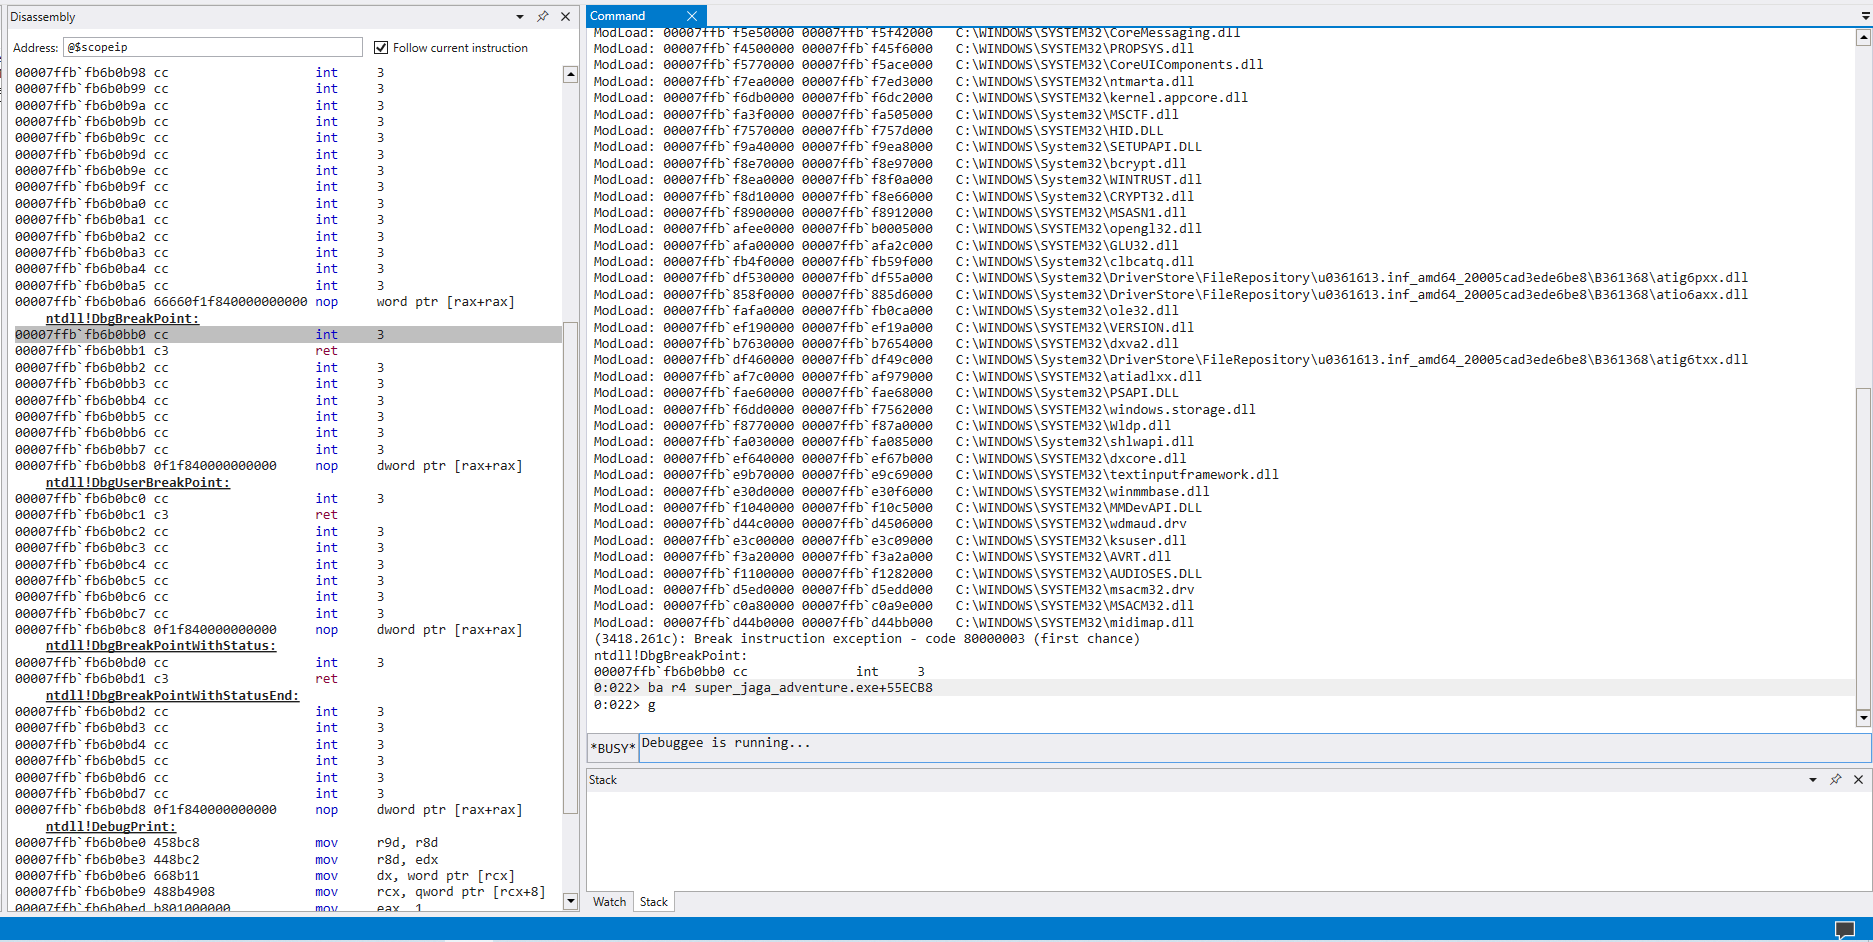 Disassembly
Address: @$scopeip Follow current instruction
00007ffb`fb6b0b98 cc int 3
00007ffb`fb6b0b99 cc int 3
00007ffb`fb6b0b9a cc int 3
00007ffb`fb6b0b9b cc int 3
00007ffb`fb6b0b9c cc int 3
00007ffb`fb6b0b9d cc int 3
00007ffb`fb6b0b9e cc int 3
00007ffb`fb6b0b9f cc int 3
00007ffb`fb6b0ba0 cc int 3
00007ffb`fb6b0ba1 cc int 3
00007ffb`fb6b0ba2 cc int 3
00007ffb`fb6b0ba3 cc int 3
00007ffb`fb6b0ba4 cc int 3
00007ffb`fb6b0ba5 cc int 3
00007ffb`fb6b0ba6 66660f1f840000000000 nop word ptr [rax+rax]
ntdll!DbgBreakPoint:
00007ffb`fb6b0bb0 cc int 3
00007ffb`fb6b0bb1 c3 ret
00007ffb`fb6b0bb2 cc int 3
00007ffb`fb6b0bb3 cc int 3
00007ffb`fb6b0bb4 cc int 3
00007ffb`fb6b0bb5 cc int 3
00007ffb`fb6b0bb6 cc int 3
00007ffb`fb6b0bb7 cc int 3
00007ffb`fb6b0bb8 0f1f840000000000 nop dword ptr [rax+rax]
ntdll!DbgUserBreakPoint:
00007ffb`fb6b0bc0 cc int 3
00007ffb`fb6b0bc1 c3 ret
00007ffb`fb6b0bc2 cc int 3
00007ffb`fb6b0bc3 cc int 3
00007ffb`fb6b0bc4 cc int 3
00007ffb`fb6b0bc5 cc int 3
00007ffb`fb6b0bc6 cc int 3
00007ffb`fb6b0bc7 cc int 3
00007ffb`fb6b0bc8 0f1f840000000000 nop dword ptr [rax+rax]
ntdll!DbgBreakPointWithStatus:
00007ffb`fb6b0bd0 cc int 3
00007ffb`fb6b0bd1 c3 ret
ntdll!DbgBreakPointWithStatusEnd:
00007ffb`fb6b0bd2 cc int 3
00007ffb`fb6b0bd3 cc int 3
00007ffb`fb6b0bd4 cc int 3
00007ffb`fb6b0bd5 cc int 3
00007ffb`fb6b0bd6 cc int 3
00007ffb`fb6b0bd7 cc int 3
00007ffb`fb6b0bd8 0f1f840000000000 nop dword ptr [rax+rax]
ntdll!DebugPrint:
00007ffb`fb6b0be0 458bc8 mov r9d, r8d
00007ffb`fb6b0be3 448bc2 mov r8d, edx
00007ffb`fb6b0be6 668b11 mov dx, word ptr [rcx]
00007ffb`fb6b0be9 488b4908 mov rcx, qword ptr [rcx+8]
00007ffb`fb6b0bed b801000000 mov eax, 1
Command
ModLoad: 00007ffb`f5e50000 00007ffb`f5f42000 C:\WINDOWS\SYSTEM32\CoreMessaging.dll
ModLoad: 00007ffb`f4500000 00007ffb`f45f6000 C:\WINDOWS\SYSTEM32\PROPSYS.dll
ModLoad: 00007ffb`f5770000 00007ffb`f5ace000 C:\WINDOWS\SYSTEM32\CoreUIComponents.dll
ModLoad: 00007ffb`f7ea0000 00007ffb`f7ed3000 C:\WINDOWS\SYSTEM32\ntmarta.dll
ModLoad: 00007ffb`f6db0000 00007ffb`f6dc2000 C:\WINDOWS\SYSTEM32\kernel.appcore.dll
ModLoad: 00007ffb`fa3f0000 00007ffb`fa505000 C:\WINDOWS\System32\MSCTF.dll
ModLoad: 00007ffb`f7570000 00007ffb`f757d000 C:\WINDOWS\SYSTEM32\HID.DLL
ModLoad: 00007ffb`f9a40000 00007ffb`f9ea8000 C:\WINDOWS\System32\SETUPAPI.DLL
ModLoad: 00007ffb`f8e70000 00007ffb`f8e97000 C:\WINDOWS\System32\bcrypt.dll
ModLoad: 00007ffb`f8ea0000 00007ffb`f8f0a000 C:\WINDOWS\System32\WINTRUST.dll
ModLoad: 00007ffb`f8d10000 00007ffb`f8e66000 C:\WINDOWS\System32\CRYPT32.dll
ModLoad: 00007ffb`f8900000 00007ffb`f8912000 C:\WINDOWS\SYSTEM32\MSASN1.dll
ModLoad: 00007ffb`afee0000 00007ffb`b0005000 C:\WINDOWS\SYSTEM32\opengl32.dll
ModLoad: 00007ffb`afa00000 00007ffb`afa2c000 C:\WINDOWS\SYSTEM32\GLU32.dll
ModLoad: 00007ffb`fb4f0000 00007ffb`fb59f000 C:\WINDOWS\System32\clbcatq.dll
ModLoad: 00007ffb`df530000 00007ffb`df55a000 C:\WINDOWS\System32\DriverStore\FileRepository\u0361613.inf_amd64_20005cad3ede6be8\B361368\atig6pxx.dll
ModLoad: 00007ffb`858f0000 00007ffb`885d6000 C:\WINDOWS\System32\DriverStore\FileRepository\u0361613.inf_amd64_20005cad3ede6be8\B361368\atio6axx.dll
ModLoad: 00007ffb`fafa0000 00007ffb`fb0ca000 C:\WINDOWS\System32\ole32.dll
ModLoad: 00007ffb`ef190000 00007ffb`ef19a000 C:\WINDOWS\SYSTEM32\VERSION.dll
ModLoad: 00007ffb`b7630000 00007ffb`b7654000 C:\WINDOWS\SYSTEM32\dxva2.dll
ModLoad: 00007ffb`df460000 00007ffb`df49c000 C:\WINDOWS\System32\DriverStore\FileRepository\u0361613.inf_amd64_20005cad3ede6be8\B361368\atig6txx.dll
ModLoad: 00007ffb`af7c0000 00007ffb`af979000 C:\WINDOWS\SYSTEM32\atiadlxx.dll
ModLoad: 00007ffb`fae60000 00007ffb`fae68000 C:\WINDOWS\System32\PSAPI.DLL
ModLoad: 00007ffb`f6dd0000 00007ffb`f7562000 C:\WINDOWS\SYSTEM32\windows.storage.dll
ModLoad: 00007ffb`f8770000 00007ffb`f87a0000 C:\WINDOWS\SYSTEM32\Wldp.dll
ModLoad: 00007ffb`fa030000 00007ffb`fa085000 C:\WINDOWS\System32\shlwapi.dll
ModLoad: 00007ffb`ef640000 00007ffb`ef67b000 C:\WINDOWS\SYSTEM32\dxcore.dll
ModLoad: 00007ffb`e9b70000 00007ffb`e9c69000 C:\WINDOWS\SYSTEM32\textinputframework.dll
ModLoad: 00007ffb`e30d0000 00007ffb`e30f6000 C:\WINDOWS\SYSTEM32\winmmbase.dll
ModLoad: 00007ffb`f1040000 00007ffb`f10c5000 C:\WINDOWS\SYSTEM32\MMDevAPI.DLL
ModLoad: 00007ffb`d44c0000 00007ffb`d4506000 C:\WINDOWS\SYSTEM32\wdmaud.drv
ModLoad: 00007ffb`e3c00000 00007ffb`e3c09000 C:\WINDOWS\SYSTEM32\ksuser.dll
ModLoad: 00007ffb`f3a20000 00007ffb`f3a2a000 C:\WINDOWS\SYSTEM32\AVRT.dll
ModLoad: 00007ffb`f1100000 00007ffb`f1282000 C:\WINDOWS\SYSTEM32\AUDIOSES.DLL
ModLoad: 00007ffb`d5ed0000 00007ffb`d5edd000 C:\WINDOWS\SYSTEM32\msacm32.drv
ModLoad: 00007ffb`c0a80000 00007ffb`c0a9e000 C:\WINDOWS\SYSTEM32\MSACM32.dll
ModLoad: 00007ffb`d44b0000 00007ffb`d44bb000 C:\WINDOWS\SYSTEM32\midimap.dll
(3418.261c): Break instruction exception - code 80000003 (first chance)
ntdll!DbgBreakPoint:
00007ffb`fb6b0bb0 cc int 3
0:022> ba r4 super_jaga_adventure.exe+55ECB8
0:022> g
*BUSY* Debuggee is running...
Stack
Watch Stack